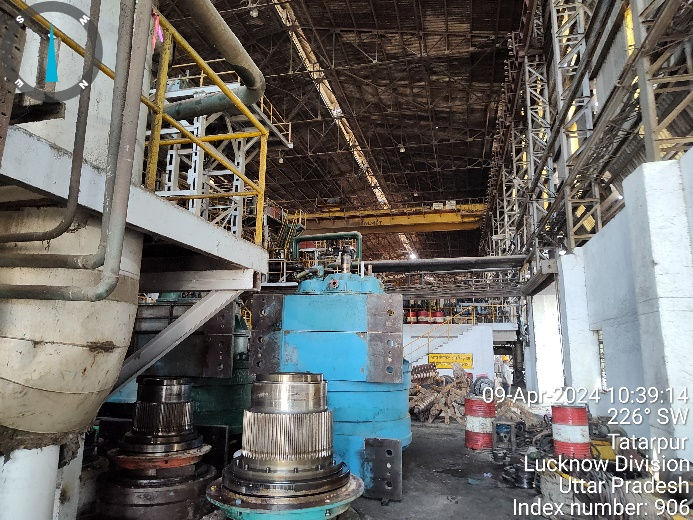 09-Apr-2024 10:39:14
226° SW
Tatarpur
Lucknow Division
Uttar Pradesh
Index number: 906